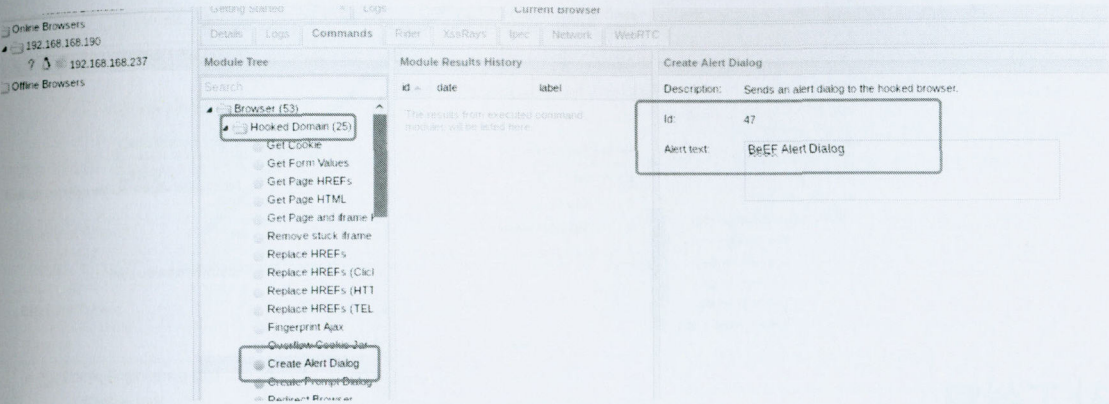 Getting Started
Logs
Current Browser
Online Browsers
192.168.168.190
? 192.168.168.237
Offline Browsers
Details Logs Commands Rider XssRays Ipec Network WebRTC
Module Tree
Search
Browser (53)
Hooked Domain (25)
Get Cookie
Get Form Values
Get Page HREFs
Get Page HTML
Get Page and iframe H
Remove stuck iframe
Replace HREFs
Replace HREFs (Clicl
Replace HREFs (HTT
Replace HREFs (TEL
Fingerprint Ajax
Overflow Cookie Jar
Create Alert Dialog
Create Prompt Dialog
Redirect Browser
Module Results History
id date label
The results from executed command
modules will be listed here.
Create Alert Dialog
Description: Sends an alert dialog to the hooked browser.
Id: 47
Alert text: BeEF Alert Dialog